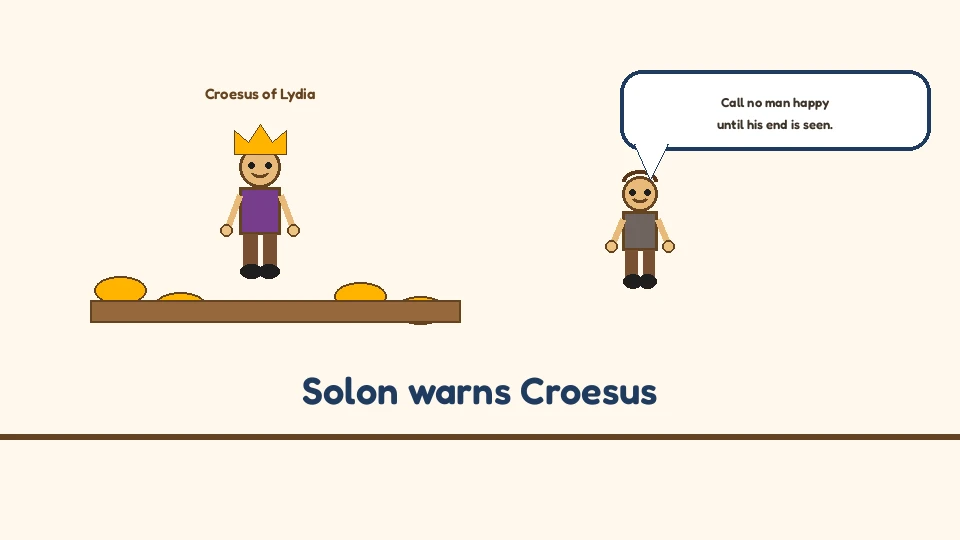 Croesus of Lydia
Call no man happy
until his end is seen.
Solon warns Croesus